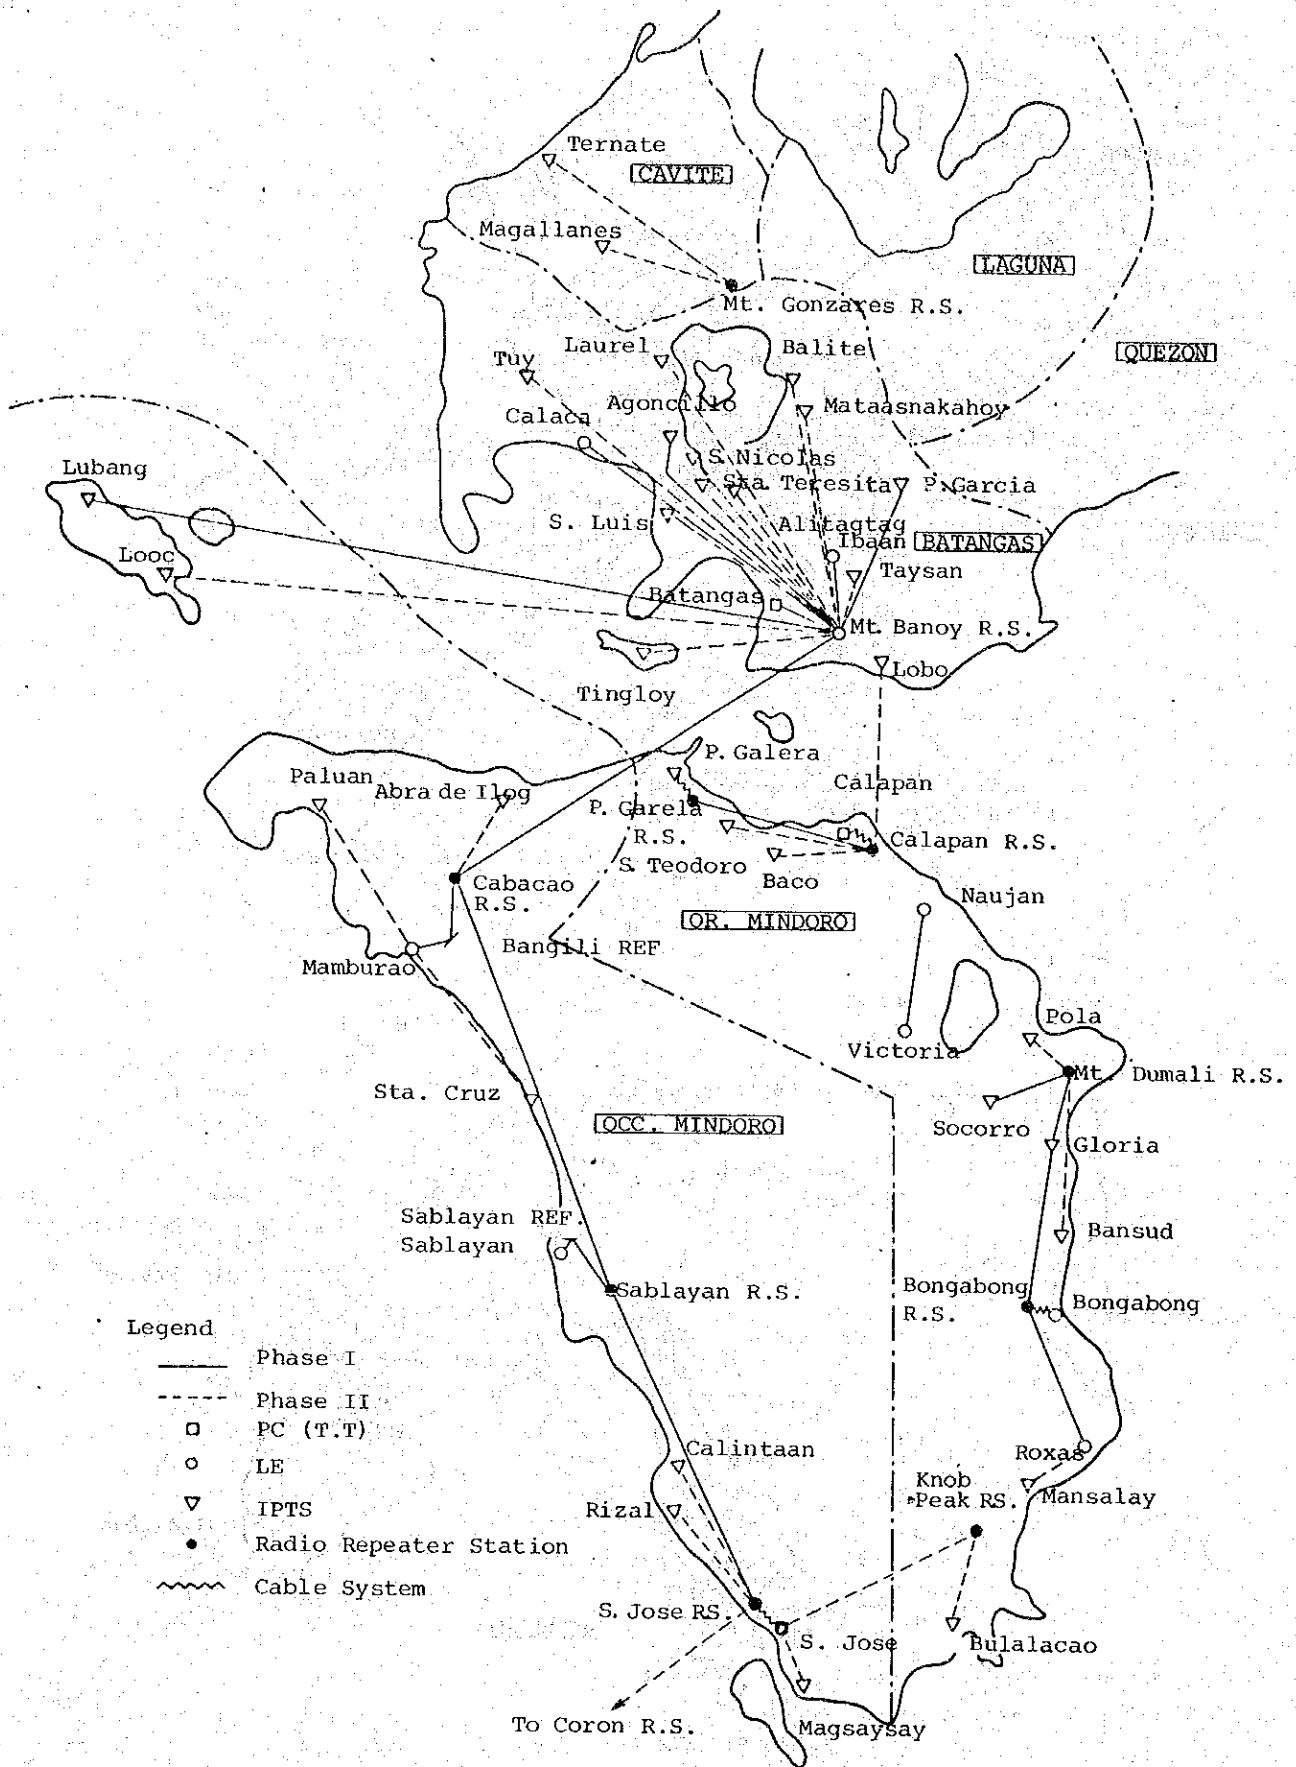 Ternate
CAVITE
Magallanes
LAGUNA
Mt. Gonzares R.S.
Laurel
Balite
QUEZON
Tuy
Agoncillo
Mataasnakahoy
Calaca
S. Nicolas
Lubang
Sta. Teresita
P. Garcia
S. Luis
Alitagtag
Ibaan
BATANGAS
Looc
Taysan
Batangas
Mt. Banoy R.S.
Lobo
Tingloy
P. Galera
Paluan
Abra de Ilog
Calapan
P. Garela
R.S.
Calapan R.S.
S. Teodoro
Baco
Cabacao
R.S.
Naujan
OR. MINDORO
Bangili REF
Mamburao
Pola
Victoria
Mt. Dumali R.S.
Sta. Cruz
OCC. MINDORO
Socorro
Gloria
Sablayan REF.
Sablayan
Bansud
Sablayan R.S.
Bongabong
R.S.
Bongabong
Legend
Phase I
Phase II
PC (T.T)
LE
IPTS
Radio Repeater Station
Cable System
Calintaan
Roxas
Knob
Peak RS.
Mansalay
Rizal
S. Jose RS.
S. Jose
Bulalacao
To Coron R.S.
Magsaysay